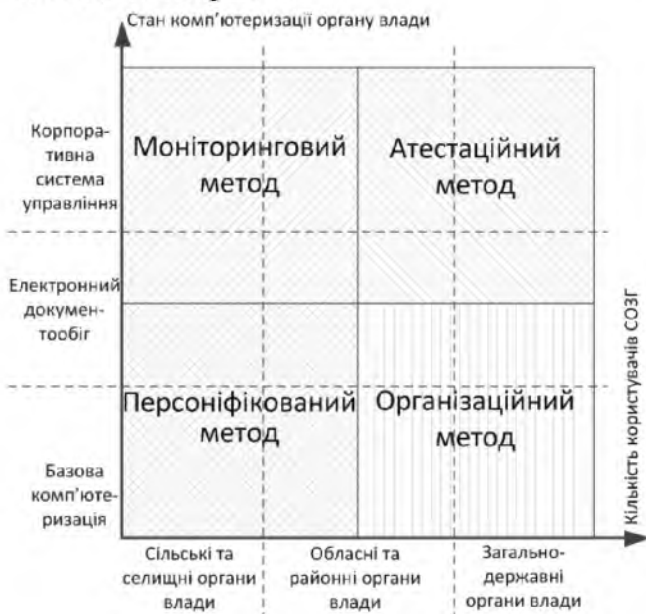 Стан комп'ютеризації органу влади
Корпора-
тивна
система
управління
Моніторинговий
метод
Атестаційний
метод
Електронний
докумен-
тообіг
Персоніфікований
метод
Організаційний
метод
Базова
комп'юте-
ризація
Кількість користувачів СОЗГ
Сільські та
селищні органи
влади
Обласні та
районні органи
влади
Загально-
державні
органи влади